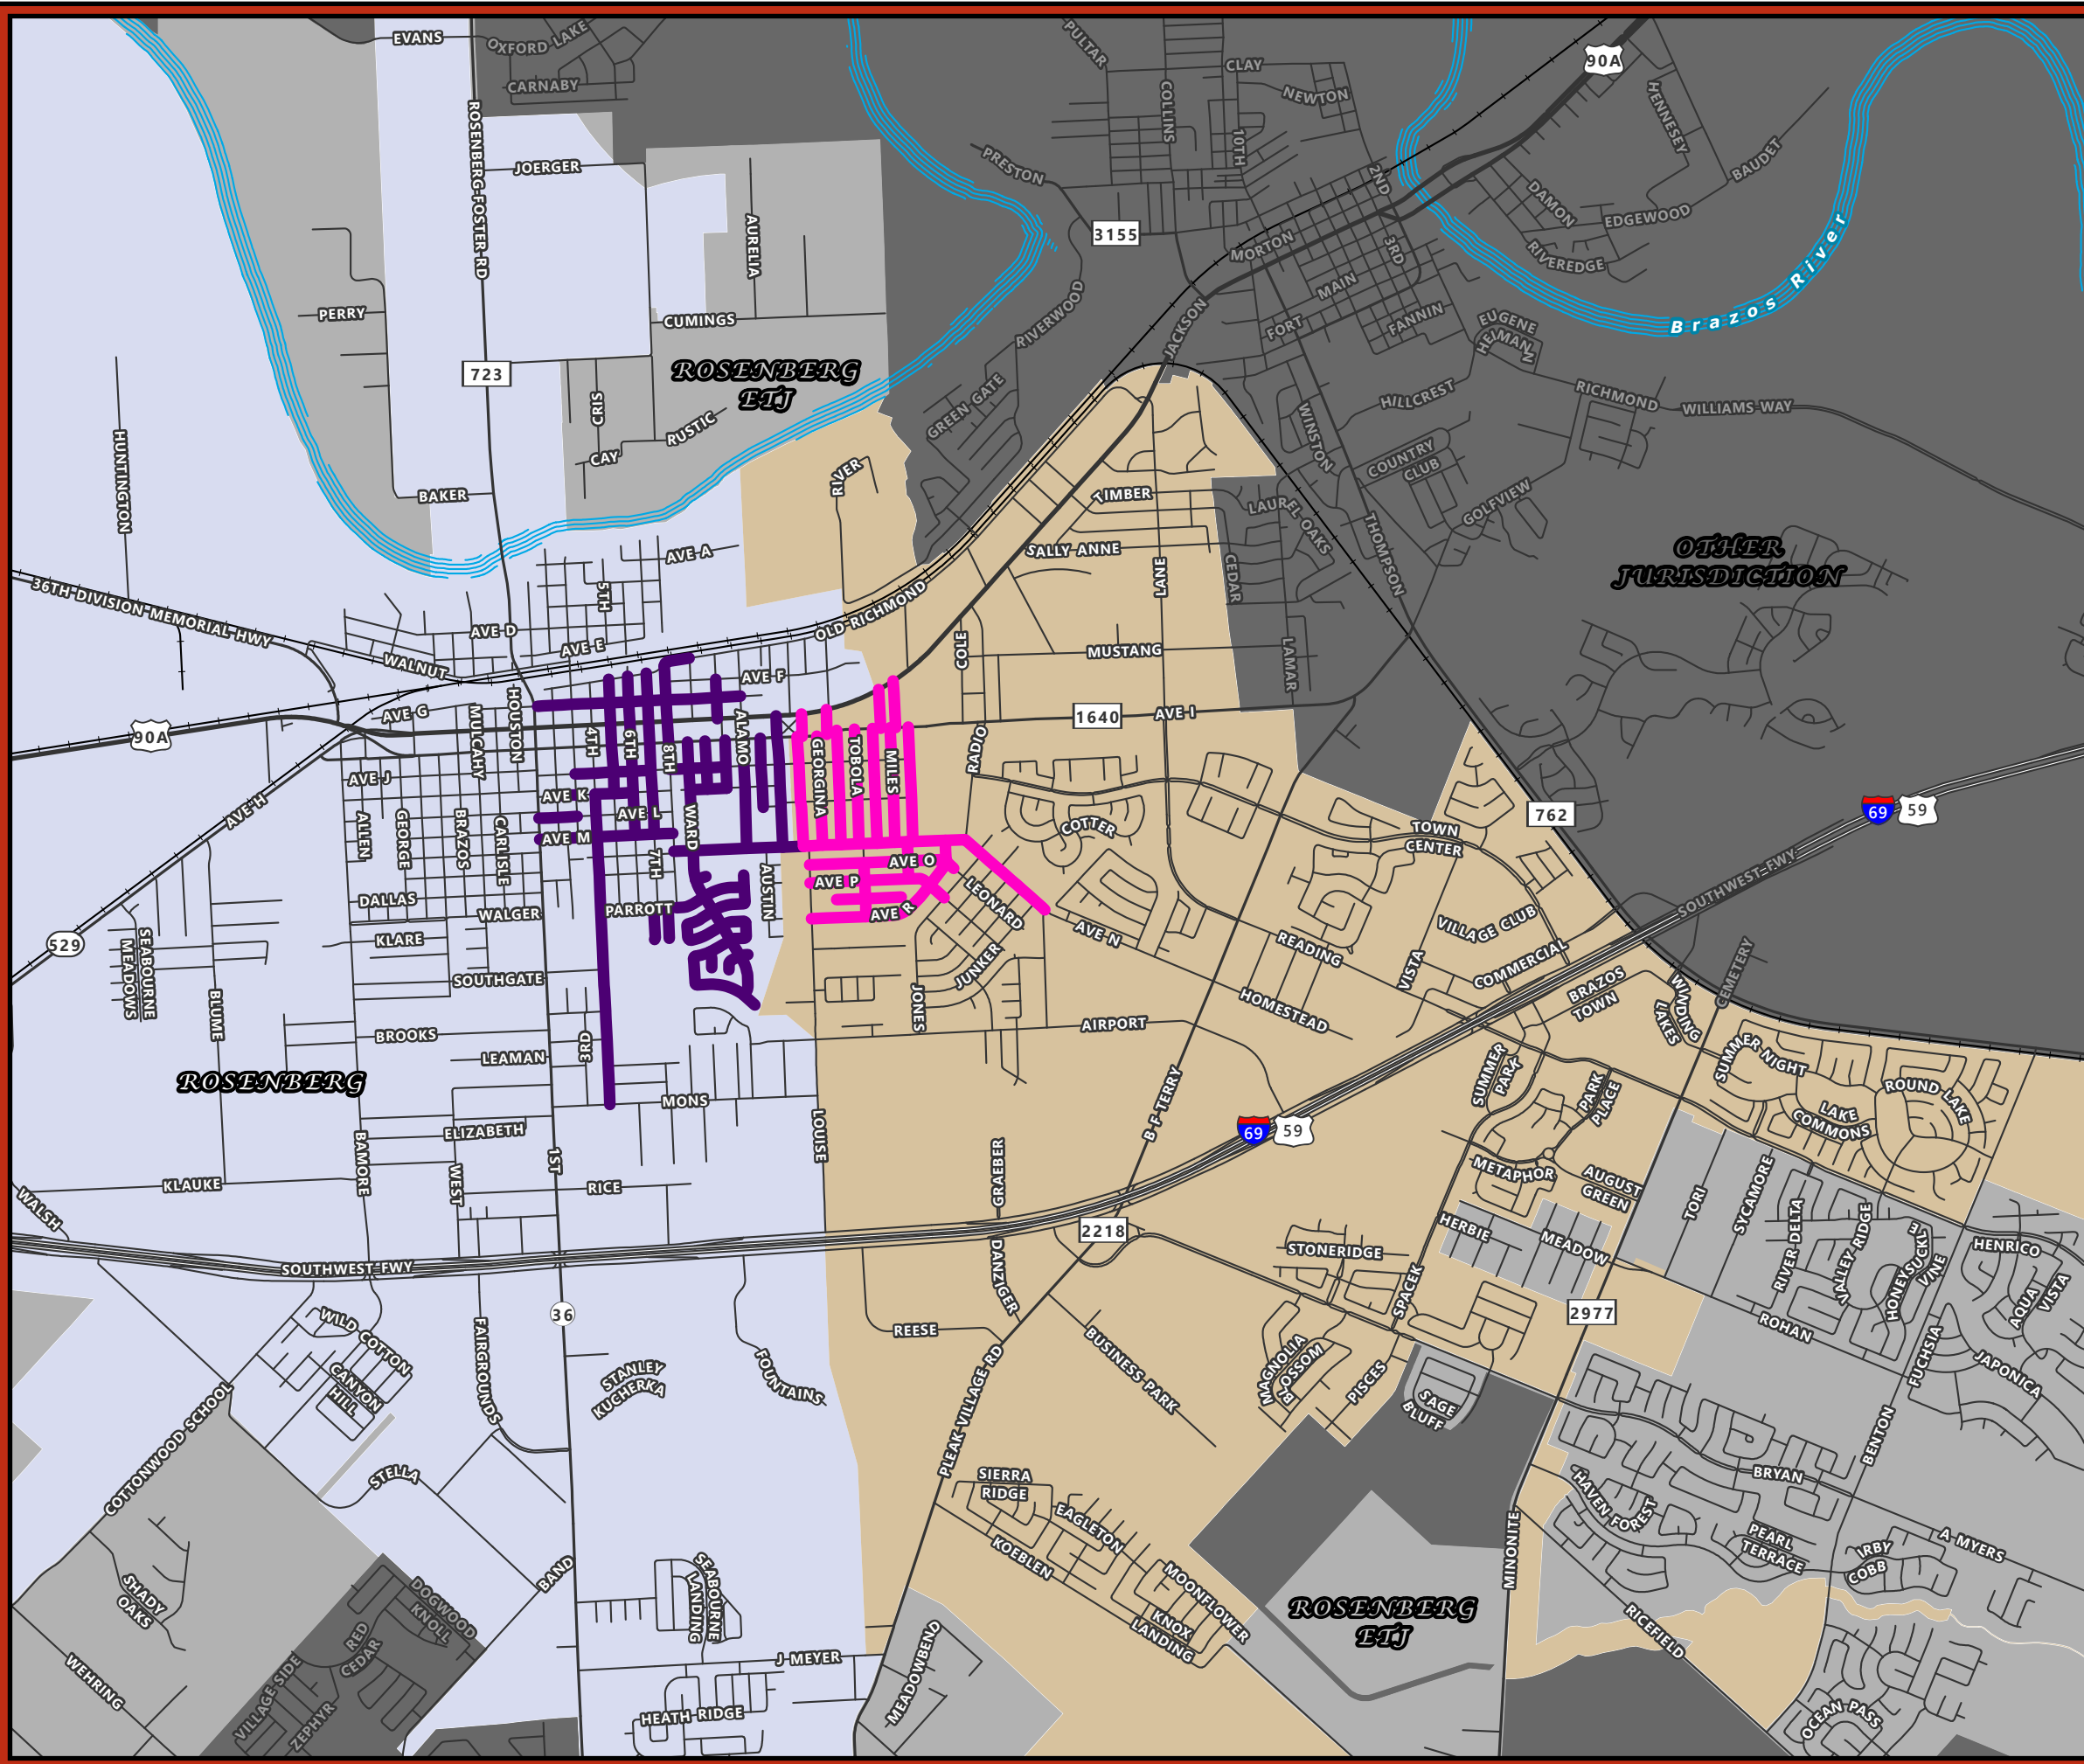 EVANS
OXFORD LAKE
CARNABY
PULTAR
COLLINS
CLAY
NEWTON
10TH
90A
HENNESEY
BAUDET
ROSENBERG-FOSTER RD
JOERGER
AURELIA
PRESTON
3155
2ND
DAMON
EDGEWOOD
RIVEREDGE
MORTON
3RD
MAIN
FORT
FANNIN
Brazos River
PERRY
CUMINGS
RIVERWOOD
JACKSON
EUGENE
HEIMANN
723
ROSENBERG
ETJ
CRIS
RUSTIC
CAY
GREEN GATE
HILLCREST
RICHMOND
WILLIAMS WAY
WINSTON
COUNTRY
CLUB
HUNTINGTON
BAKER
RIVER
TIMBER
LAUREL OAKS
GOLFVIEW
THOMPSON
OTHER
JURISDICTION
AVE A
SALLY ANNE
LANE
CEDAR
5TH
36TH DIVISION MEMORIAL HWY
OLD RICHMOND
AVE D
AVE E
WALNUT
COLE
MUSTANG
LAMAR
AVE F
90A
AVE G
MULCAHY
HOUSTON
4TH
6TH
8TH
ALAMO
1640
AVE I
RADIO
GEORGINA
TOBOLA
MILES
AVE J
AVE H
AVE K
AVE L
AVE M
WARD
ALLEN
GEORGE
BRAZOS
CARLISLE
7TH
AUSTIN
AVE O
AVE P
AVE R
COTTER
TOWN
CENTER
762
69
59
SOUTHWEST FWY
DALLAS
WALGER
PARROTT
LEONARD
AVE N
READING
VILLAGE CLUB
VISTA
COMMERCIAL
529
SEABOURNE
MEADOWS
KLARE
SOUTHGATE
JUNKER
JONES
HOMESTEAD
BRAZOS
TOWN
WINDING
LAKES
CEMETERY
BLUME
BROOKS
LEAMAN
3RD
AIRPORT
SUMMER NIGHT
ROUND LAKE
LAKE
COMMONS
ROSENBERG
MONS
LOUISE
B F TERRY
SUMMER
PARK
PARK
PLACE
69
59
ELIZABETH
BAMORE
WEST
1ST
RICE
KLAUKE
WALSH
GRAEBER
METAPHOR
AUGUST
GREEN
TORI
SYCAMORE
RIVER DELTA
VALLEY RIDGE
HONEYSUCKLE
VINE
HENRICO
AQUA
VISTA
HERBIE
MEADOW
2218
STONERIDGE
DANZIGER
SPACEK
SOUTHWEST FWY
36
2977
ROHAN
FUCHSIA
JAPONICA
WILD COTTON
CANYON
HILL
FAIRGROUNDS
STANLEY
KUCHERKA
FOUNTAINS
REESE
BUSINESS PARK
MAGNOLIA
BLOSSOM
PISCES
SAGE
BLUFF
COTTONWOOD SCHOOL
PLEAK VILLAGE RD
STELLA
SIERRA
RIDGE
EAGLETON
KOEBLEN
MOONFLOWER
KNOX
LANDING
MINONITE
HAVEN FOREST
BRYAN
BENTON
PEARL
TERRACE
IRBY
COBB
A MYERS
RICEFIELD
OCEAN PASS
SHADY
OAKS
BAND
DOGWOOD
KNOLL
RED
CEDAR
SEABOURNE
LANDING
ROSENBERG
ETJ
WEHRING
VILLAGE SIDE
ZEPHYR
J MEYER
HEATH RIDGE
MEADOWBEND